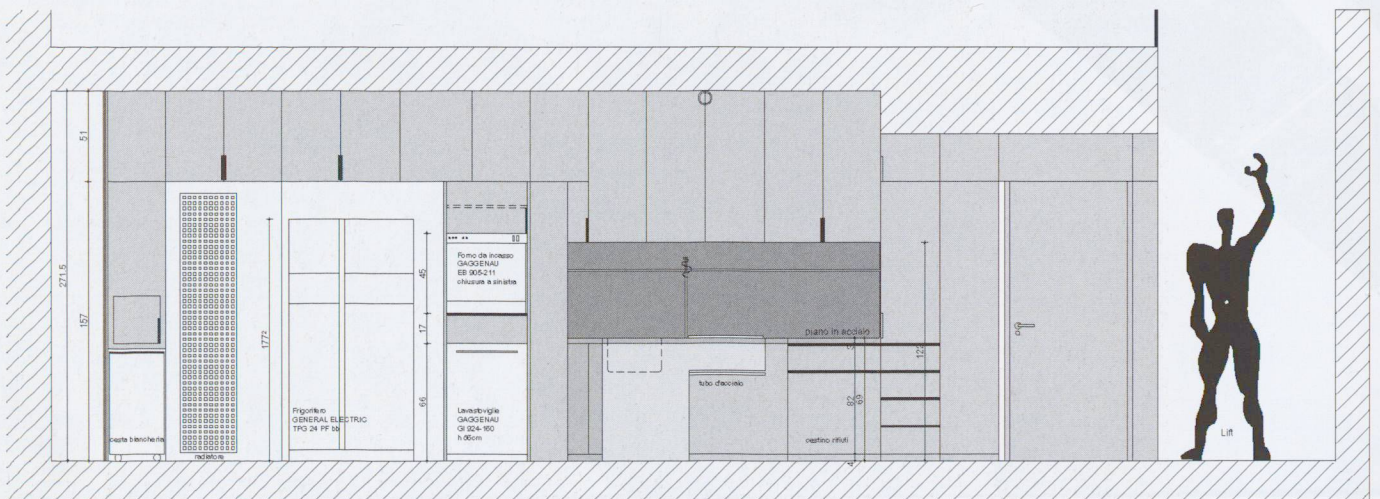 51
271.5
157
177²
45
17
66
Forno da incasso
GAGGENAU
EB 905-211
chiusura a sinistra
Frigorifero
GENERAL ELECTRIC
TFG 24 PF bb
Lavastoviglie
GAGGENAU
GI 924-160
h 86cm
cesta biancheria
radiatore
piano in acciaio
tubo d'acciaio
cestino rifiuti
82
69
122
4
Lift